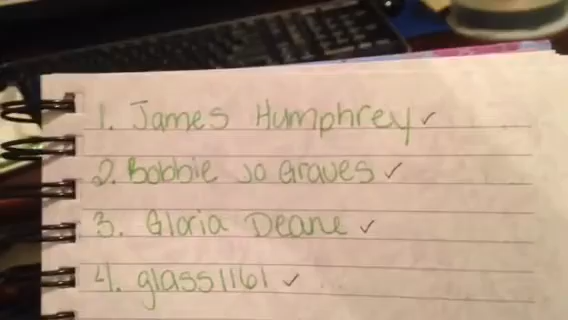 1. James Humphrey ✓
2. Bobbie Jo Graves ✓
3. Gloria Deane ✓
4. glass1161 ✓